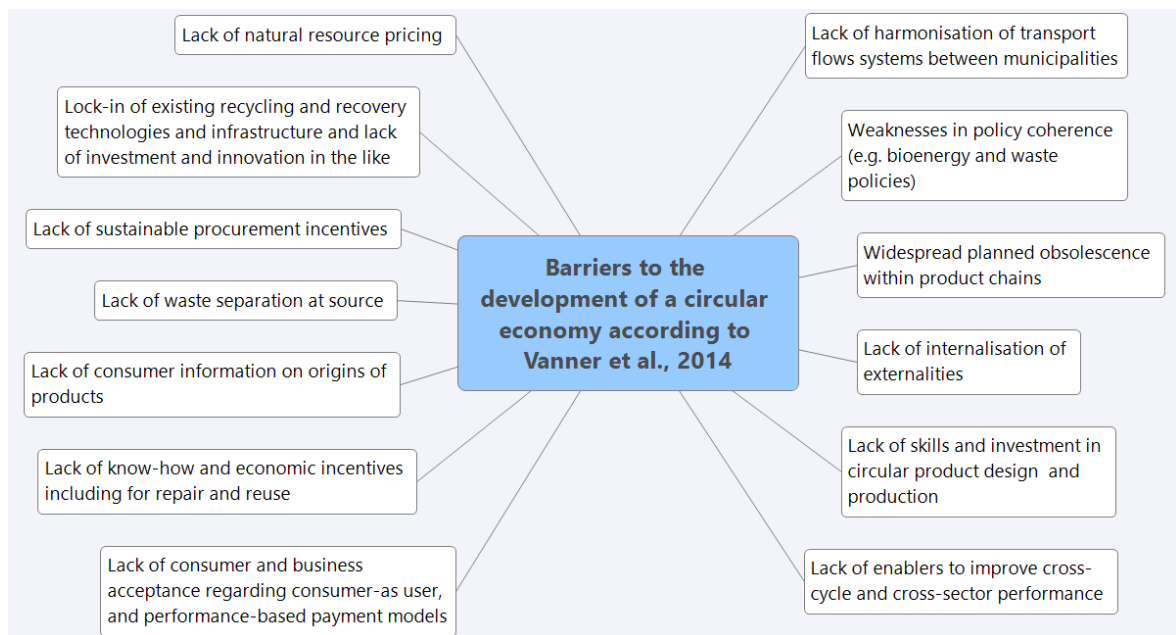 Lack of natural resource pricing
Lock-in of existing recycling and recovery
technologies and infrastructure and lack
of investment and innovation in the like
Lack of sustainable procurement incentives
Lack of waste separation at source
Lack of consumer information on origins of
products
Lack of know-how and economic incentives
including for repair and reuse
Lack of consumer and business
acceptance regarding consumer-as user,
and performance-based payment models
Barriers to the
development of a circular
economy according to
Vanner et al., 2014
Lack of harmonisation of transport
flows systems between municipalities
Weaknesses in policy coherence
(e.g. bioenergy and waste
policies)
Widespread planned obsolescence
within product chains
Lack of internalisation of
externalities
Lack of skills and investment in
circular product design and
production
Lack of enablers to improve cross-
cycle and cross-sector performance